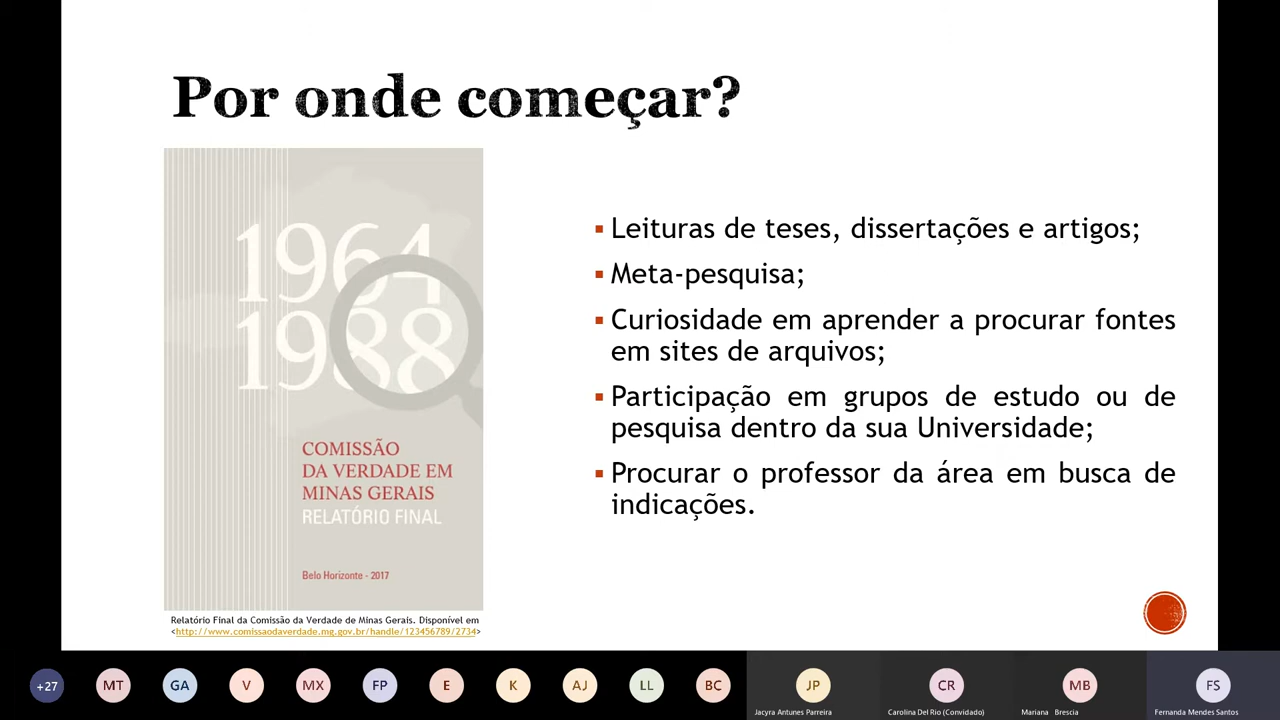 Por onde começar?
1964
1988
COMISSÃO
DA VERDADE EM
MINAS GERAIS
RELATÓRIO FINAL
Belo Horizonte - 2017
Relatório Final da Comissão da Verdade de Minas Gerais. Disponível em
<http://www.comissaodaverdade.mg.gov.br/handle/123456789/2734>
▪ Leituras de teses, dissertações e artigos;
▪ Meta-pesquisa;
▪ Curiosidade em aprender a procurar fontes
em sites de arquivos;
▪ Participação em grupos de estudo ou de
pesquisa dentro da sua Universidade;
▪ Procurar o professor da área em busca de
indicações.
+27 MT GA V MX FP E K AJ LL BC JP CR MB FS
Jacyra Antunes Parreira Carolina Del Rio (Convidado) Mariana Brescia Fernanda Mendes Santos